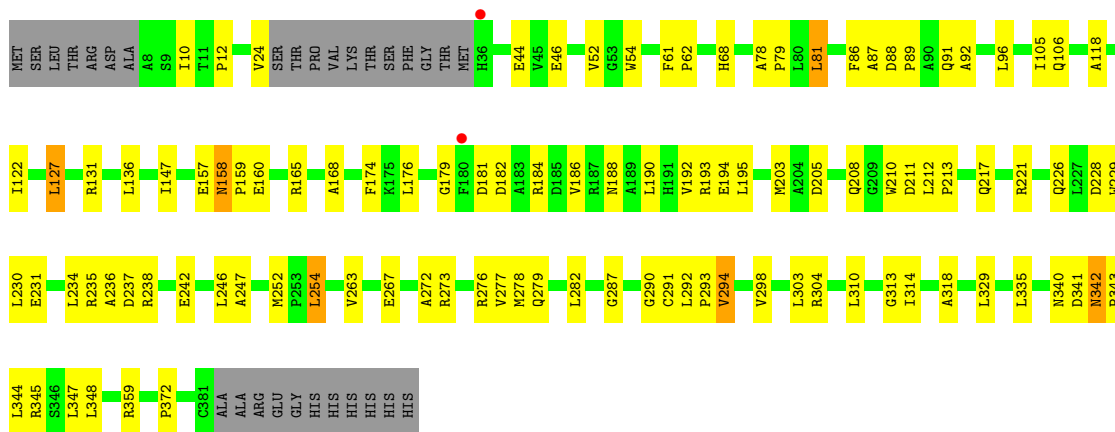 MET SER LEU THR ARG ASP ALA A8 S9 I10 T11 P12 V24 SER THR PRO VAL LYS THR SER PHE GLY THR MET H36 E44 V45 E46 V52 G53 W54 F61 P62 H68 A78 P79 L80 L81 F86 A87 D88 P89 A90 Q91 A92 L96 I105 Q106 A118
I122 L127 R131 L136 I147 E157 N158 P159 E160 R165 A168 F174 K175 L176 G179 F180 D181 D182 A183 R184 D185 V186 R187 N188 A189 L190 H191 V192 R193 E194 L195 M203 A204 D205 Q208 G209 W210 D211 L212 P213 Q217 R221 Q226 L227 D228
L230 E231 L234 R235 A236 D237 R238 E242 L246 A247 M252 P253 L254 V263 E267 A272 R273 R276 V277 M278 Q279 L282 G287 G290 C291 L292 P293 V294 V298 L303 R304 L310 G313 I314 A318 L329 L335 N340 D341 N342
L344 R345 S346 L347 L348 R359 P372 C381 ALA ALA ARG GLU GLY HIS HIS HIS HIS HIS HIS